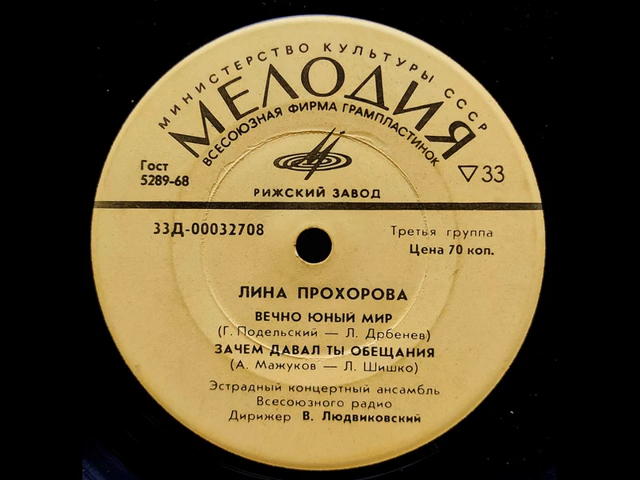 МИНИСТЕРСТВО КУЛЬТУРЫ СССР
МЕЛОДИЯ
ВСЕСОЮЗНАЯ ФИРМА ГРАМПЛАСТИНОК
Гост
5289-68
▽33
РИЖСКИЙ ЗАВОД
33Д-00032708
Третья группа
Цена 70 коп.
ЛИНА ПРОХОРОВА
ВЕЧНО ЮНЫЙ МИР
(Г. Подельский — Л. Дрбенев)
ЗАЧЕМ ДАВАЛ ТЫ ОБЕЩАНИЯ
(А. Мажуков — Л. Шишко)
Эстрадный концертный ансамбль
Всесоюзного радио
Дирижер В. Людвиковский